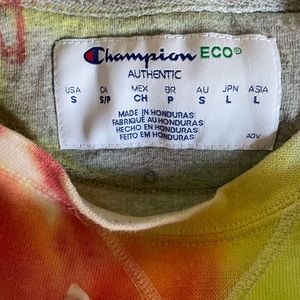 Champion ECO®
AUTHENTIC
USA CA MEX BR AU JPN ASIA
S S/P CH P S L L
MADE IN HONDURAS
FABRIQUÉ AU HONDURAS
HECHO EN HONDURAS
FEITO EM HONDURAS
ADV